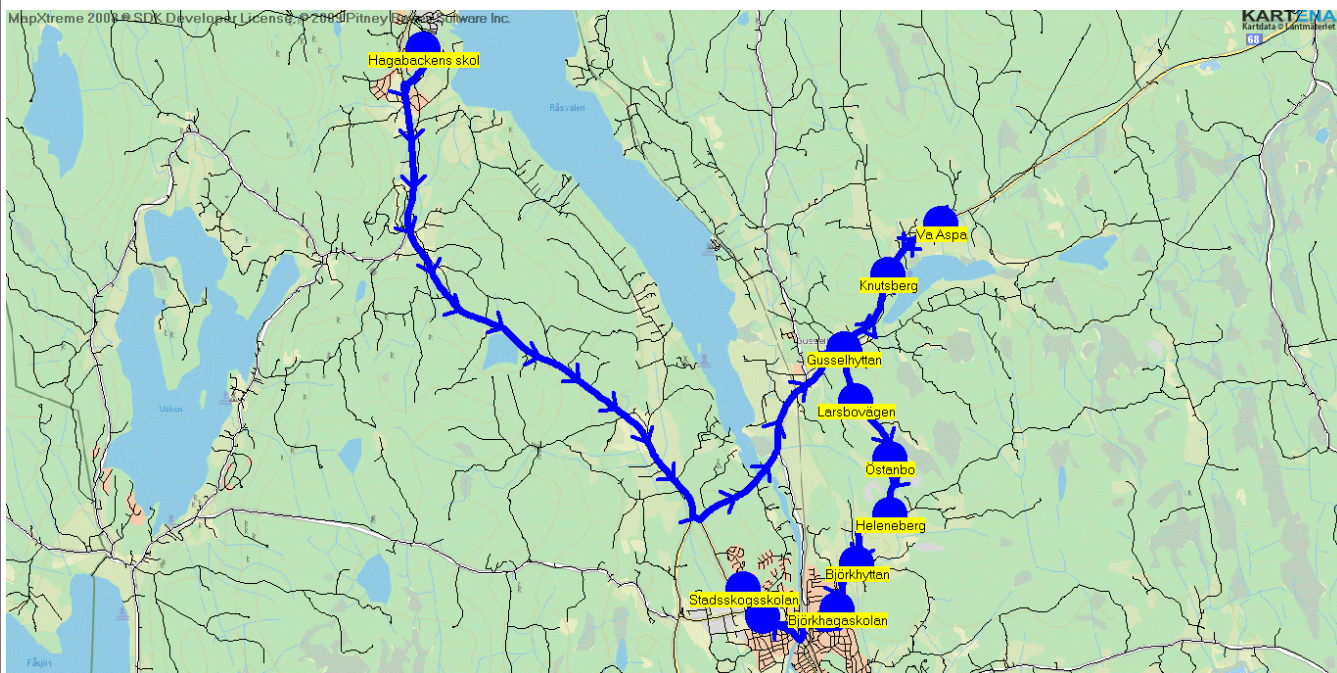 MapXtreme 2008 ® SDK Developer License. © 2009 Pitney Bowes Software Inc.
KARTENA
Kartdata © Lantmäteriet
68
Hagabackens skol
Råsvalen
Va Aspa
Knutsberg
Gusselhyttan
Larsbovägen
Usken
Östanbo
Heleneberg
Björkhyttan
Stadsskogsskolan
Björkhagaskolan
Fåsjön